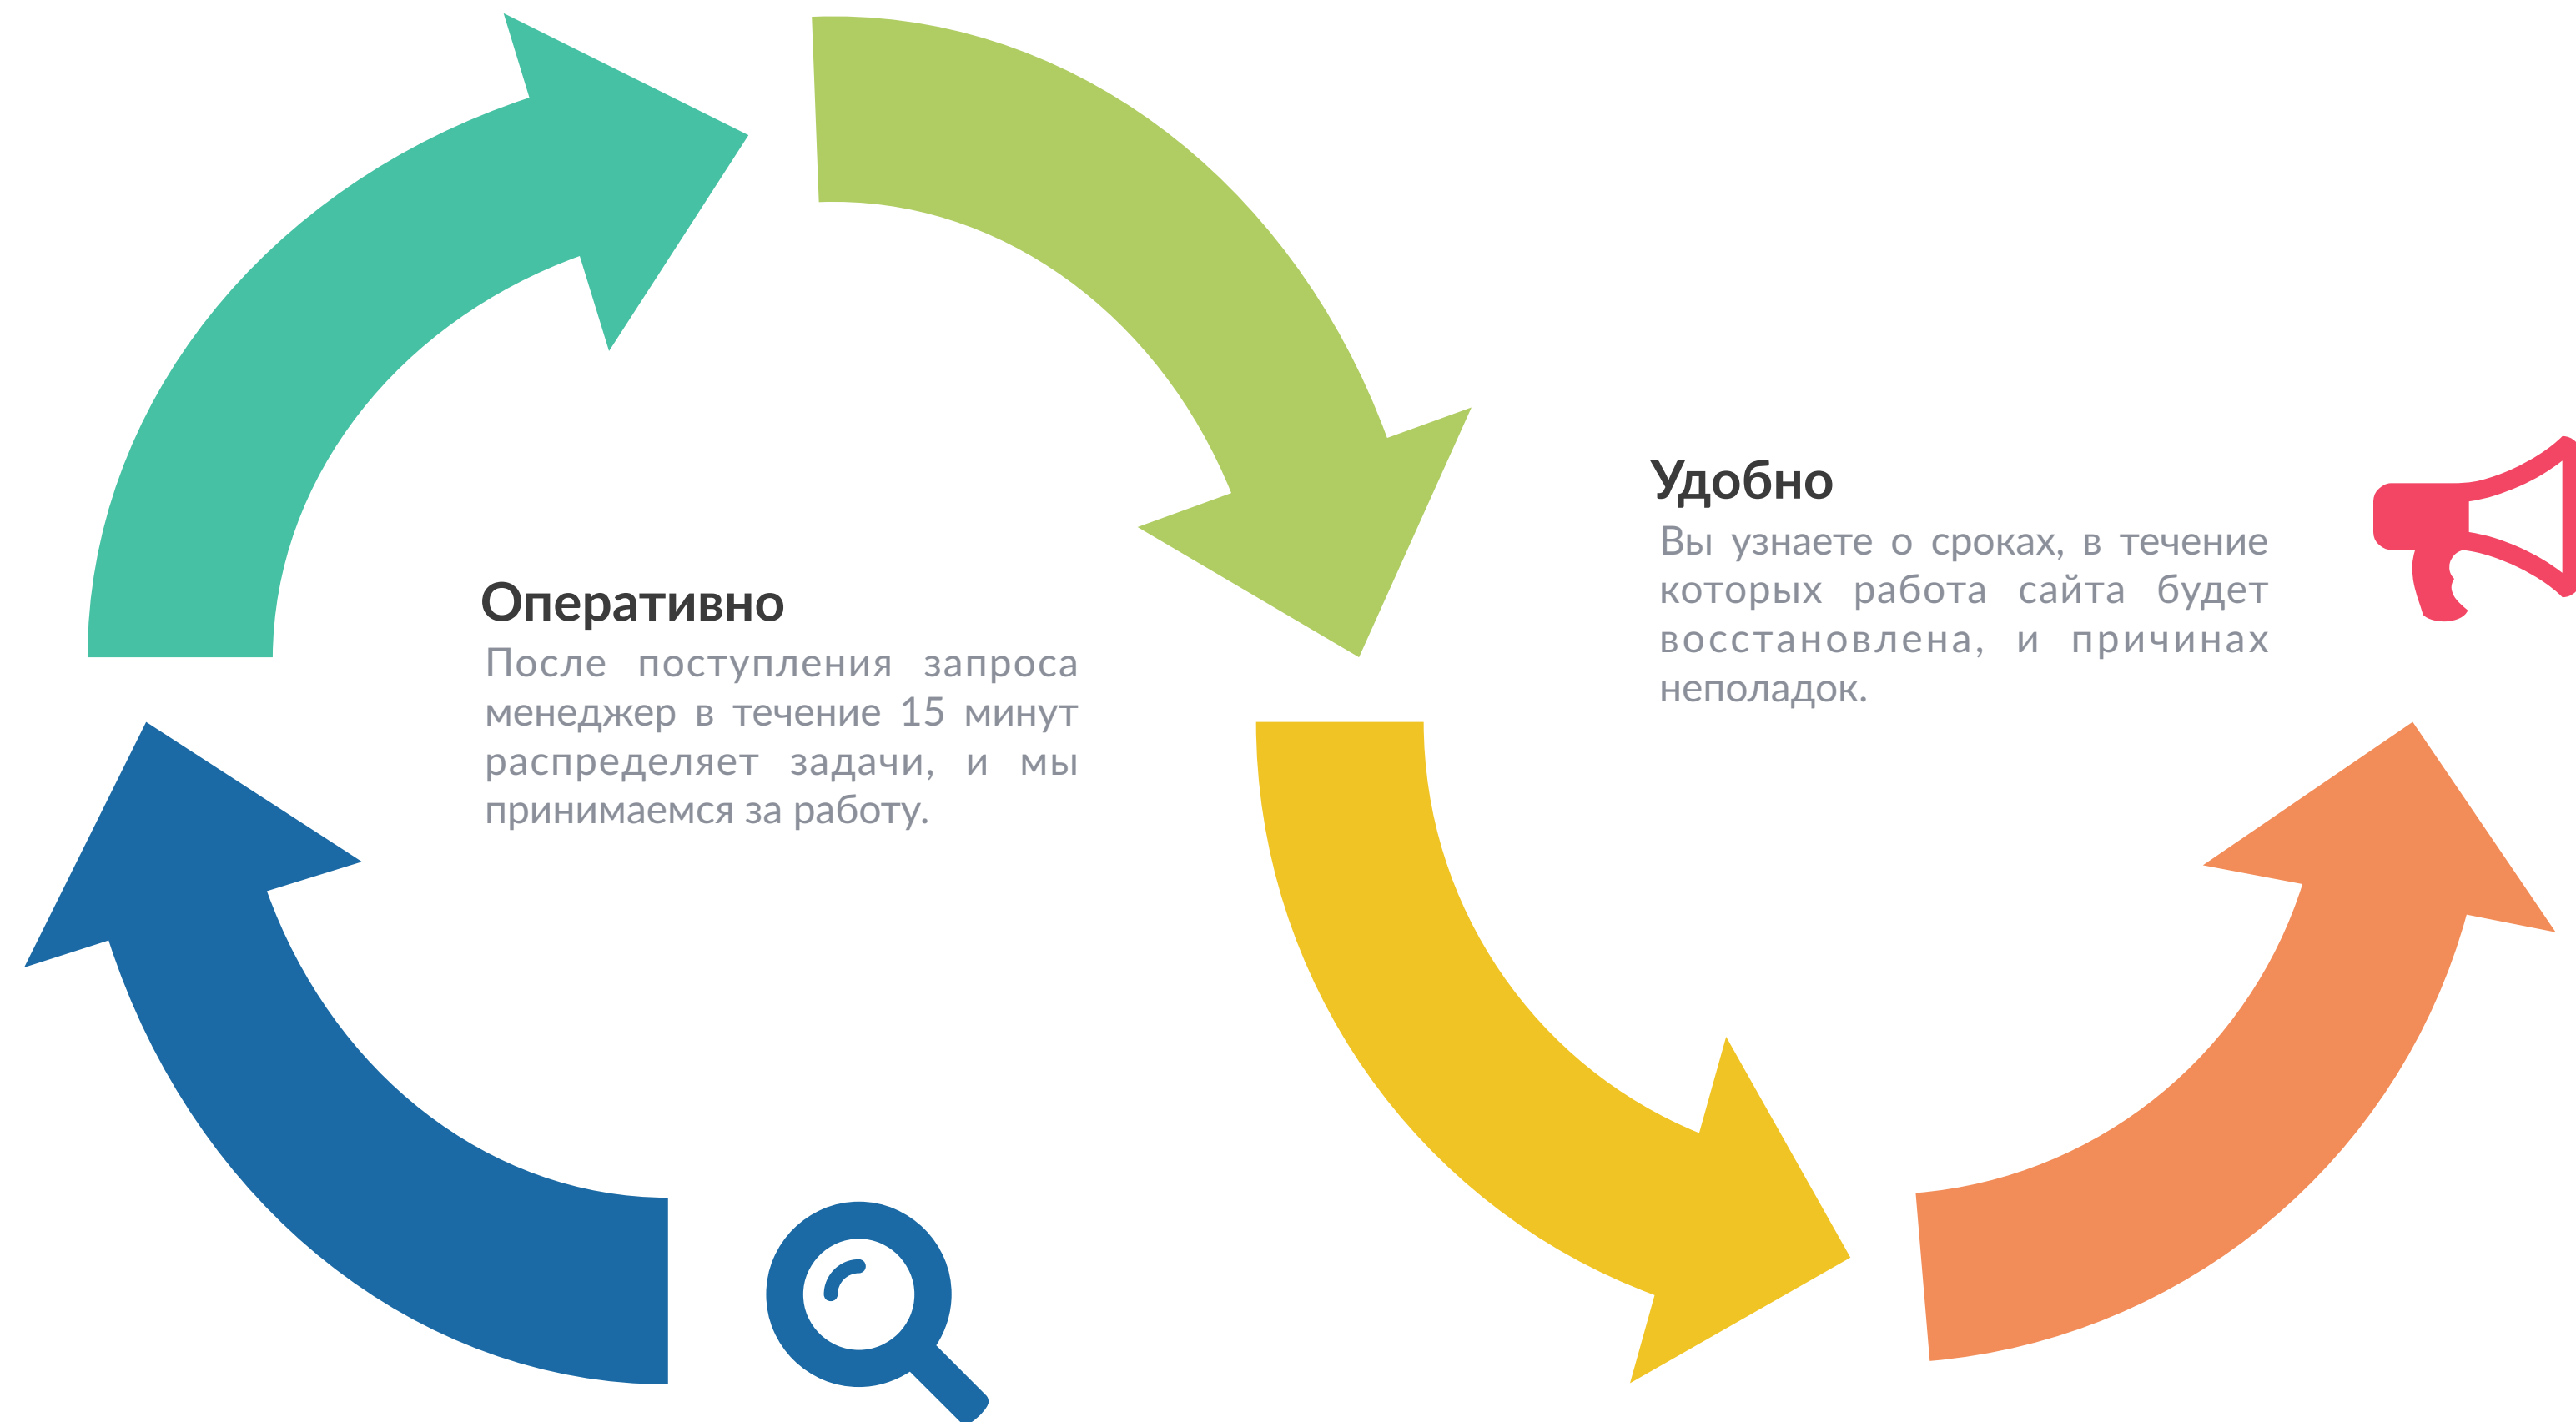 Оперативно
После поступления запроса
менеджер в течение 15 минут
распределяет задачи, и мы
принимаемся за работу.
Удобно
Вы узнаете о сроках, в течение
которых работа сайта будет
восстановлена, и причинах
неполадок.